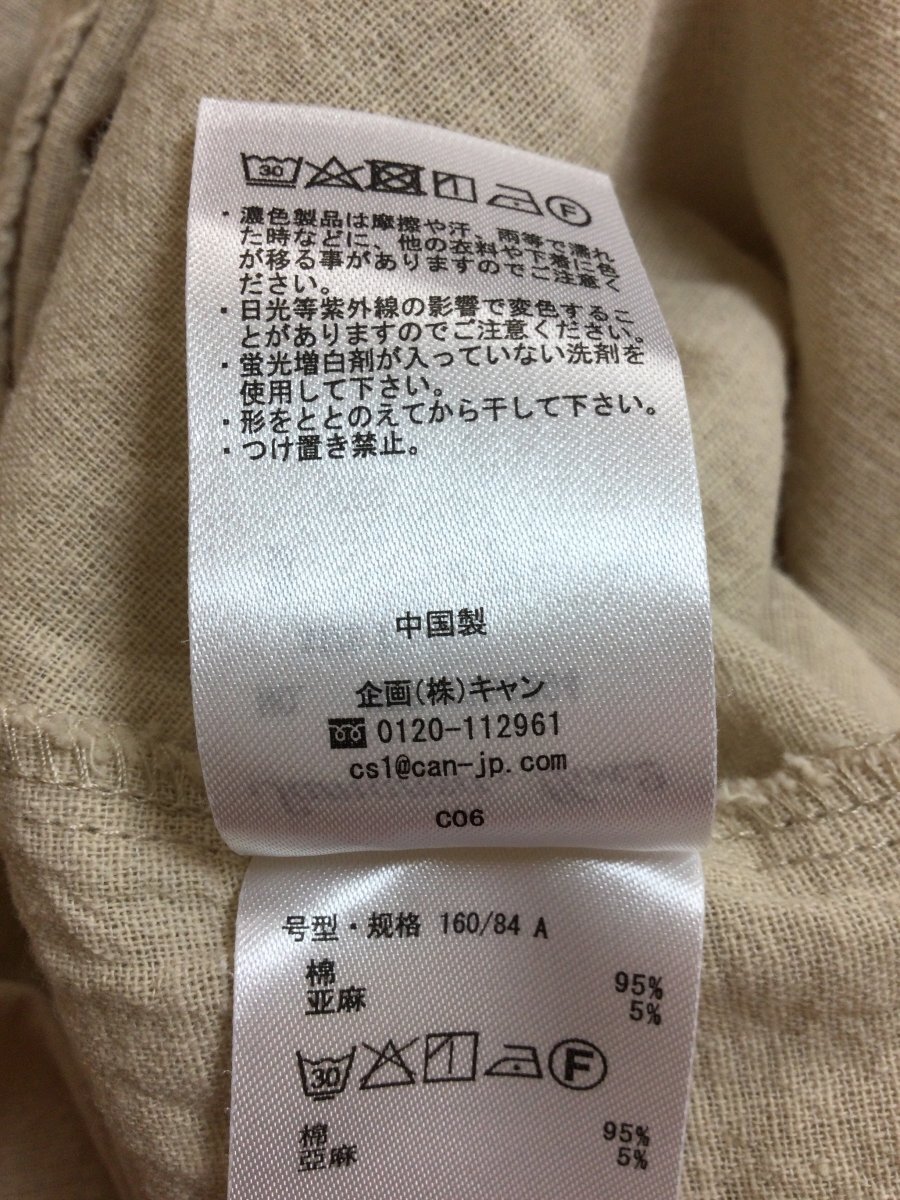 30
F
・濃色製品は摩擦や汗、雨等で濡れ
た時などに、他の衣料や下着に色
が移る事がありますのでご注意く
ださい。
・日光等紫外線の影響で変色するこ
とがありますのでご注意ください。
・蛍光増白剤が入っていない洗剤を
使用して下さい。
・形をととのえてから干して下さい。
・つけ置き禁止。
中国製
企画(株)キャン
0120-112961
cs1@can-jp.com
C06
号型・规格 160/84 A
棉 95%
亚麻 5%
30
F
棉 95%
亞麻 5%